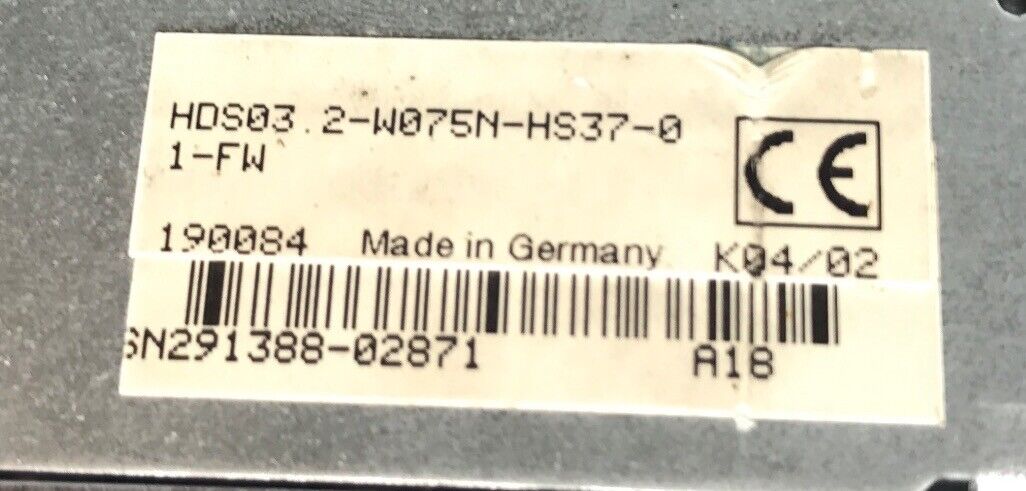 HDS03.2-W075N-HS37-0
1-FW
CE
190084 Made in Germany K04/02
SN291388-02871 A18